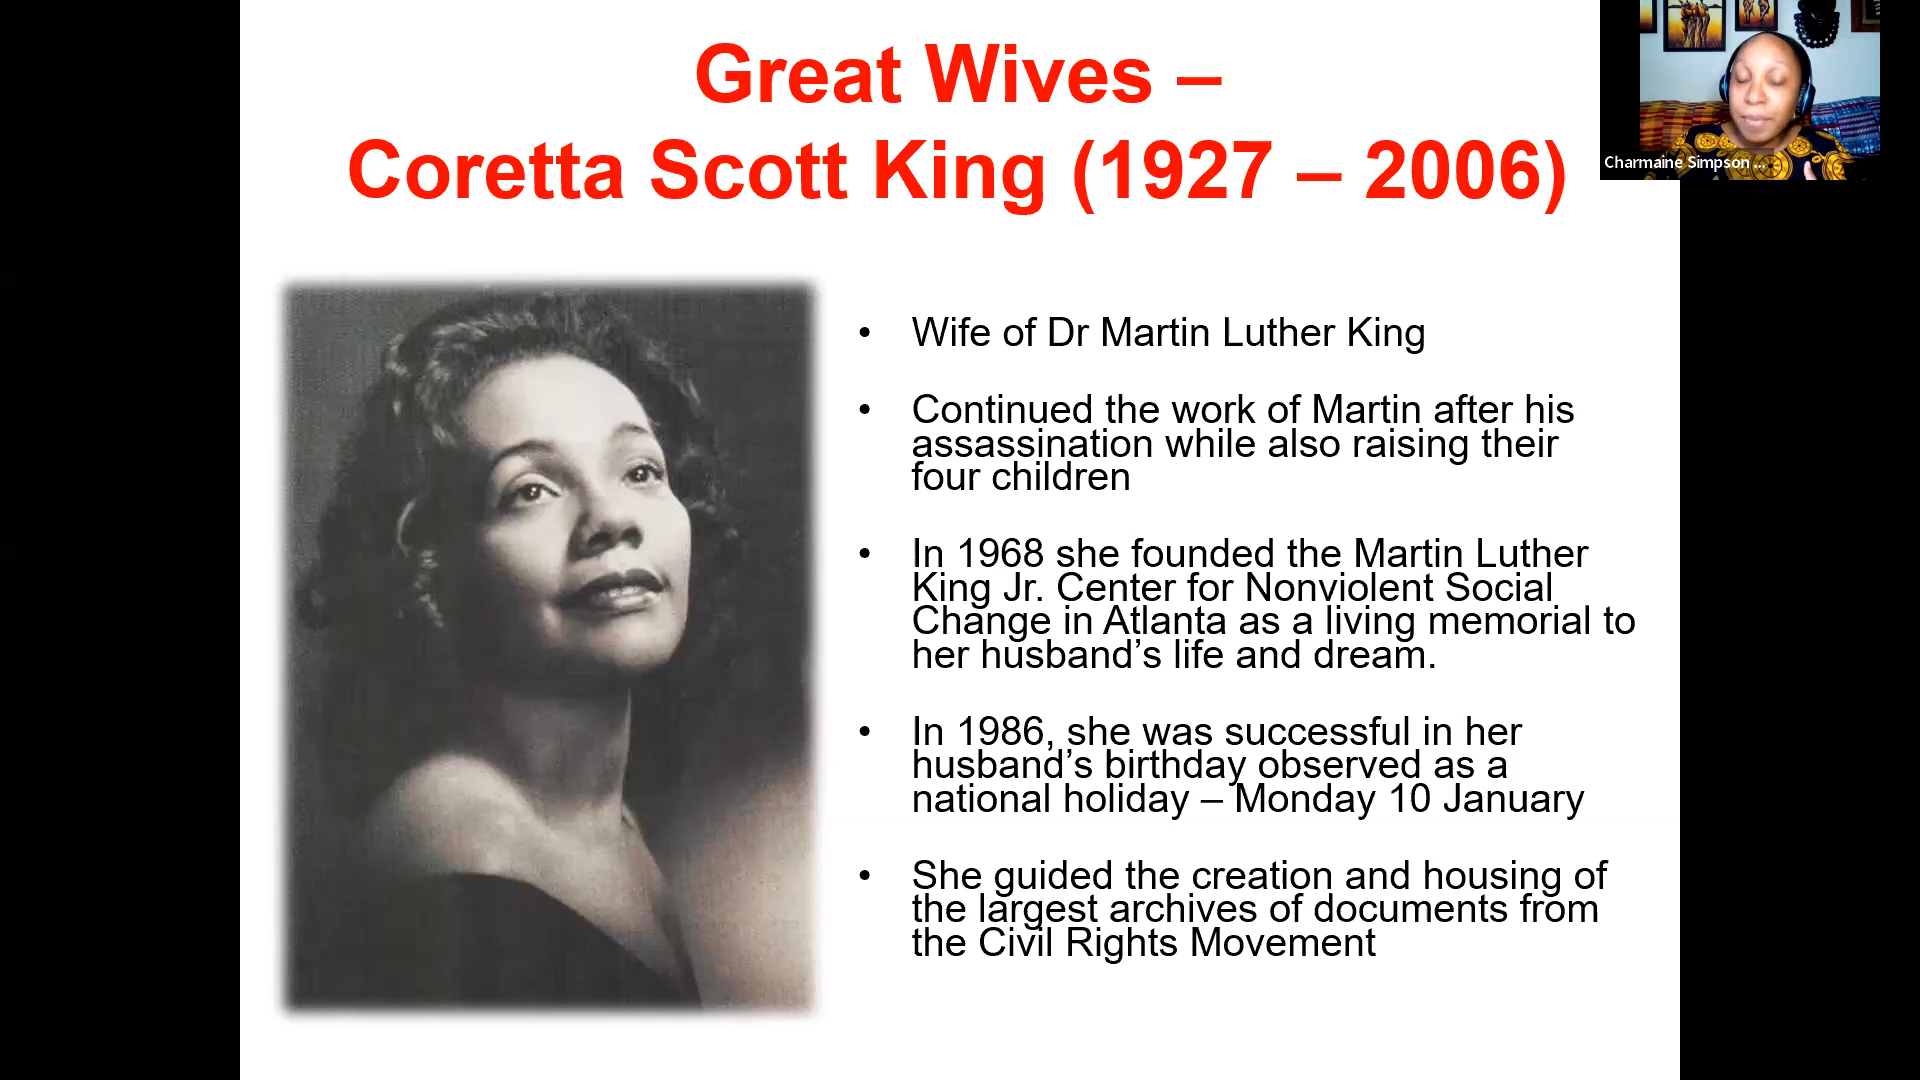 Great Wives –
Coretta Scott King (1927 – 2006)
Charmaine Simpson ...
• Wife of Dr Martin Luther King
• Continued the work of Martin after his
assassination while also raising their
four children
• In 1968 she founded the Martin Luther
King Jr. Center for Nonviolent Social
Change in Atlanta as a living memorial to
her husband’s life and dream.
• In 1986, she was successful in her
husband’s birthday observed as a
national holiday – Monday 10 January
• She guided the creation and housing of
the largest archives of documents from
the Civil Rights Movement